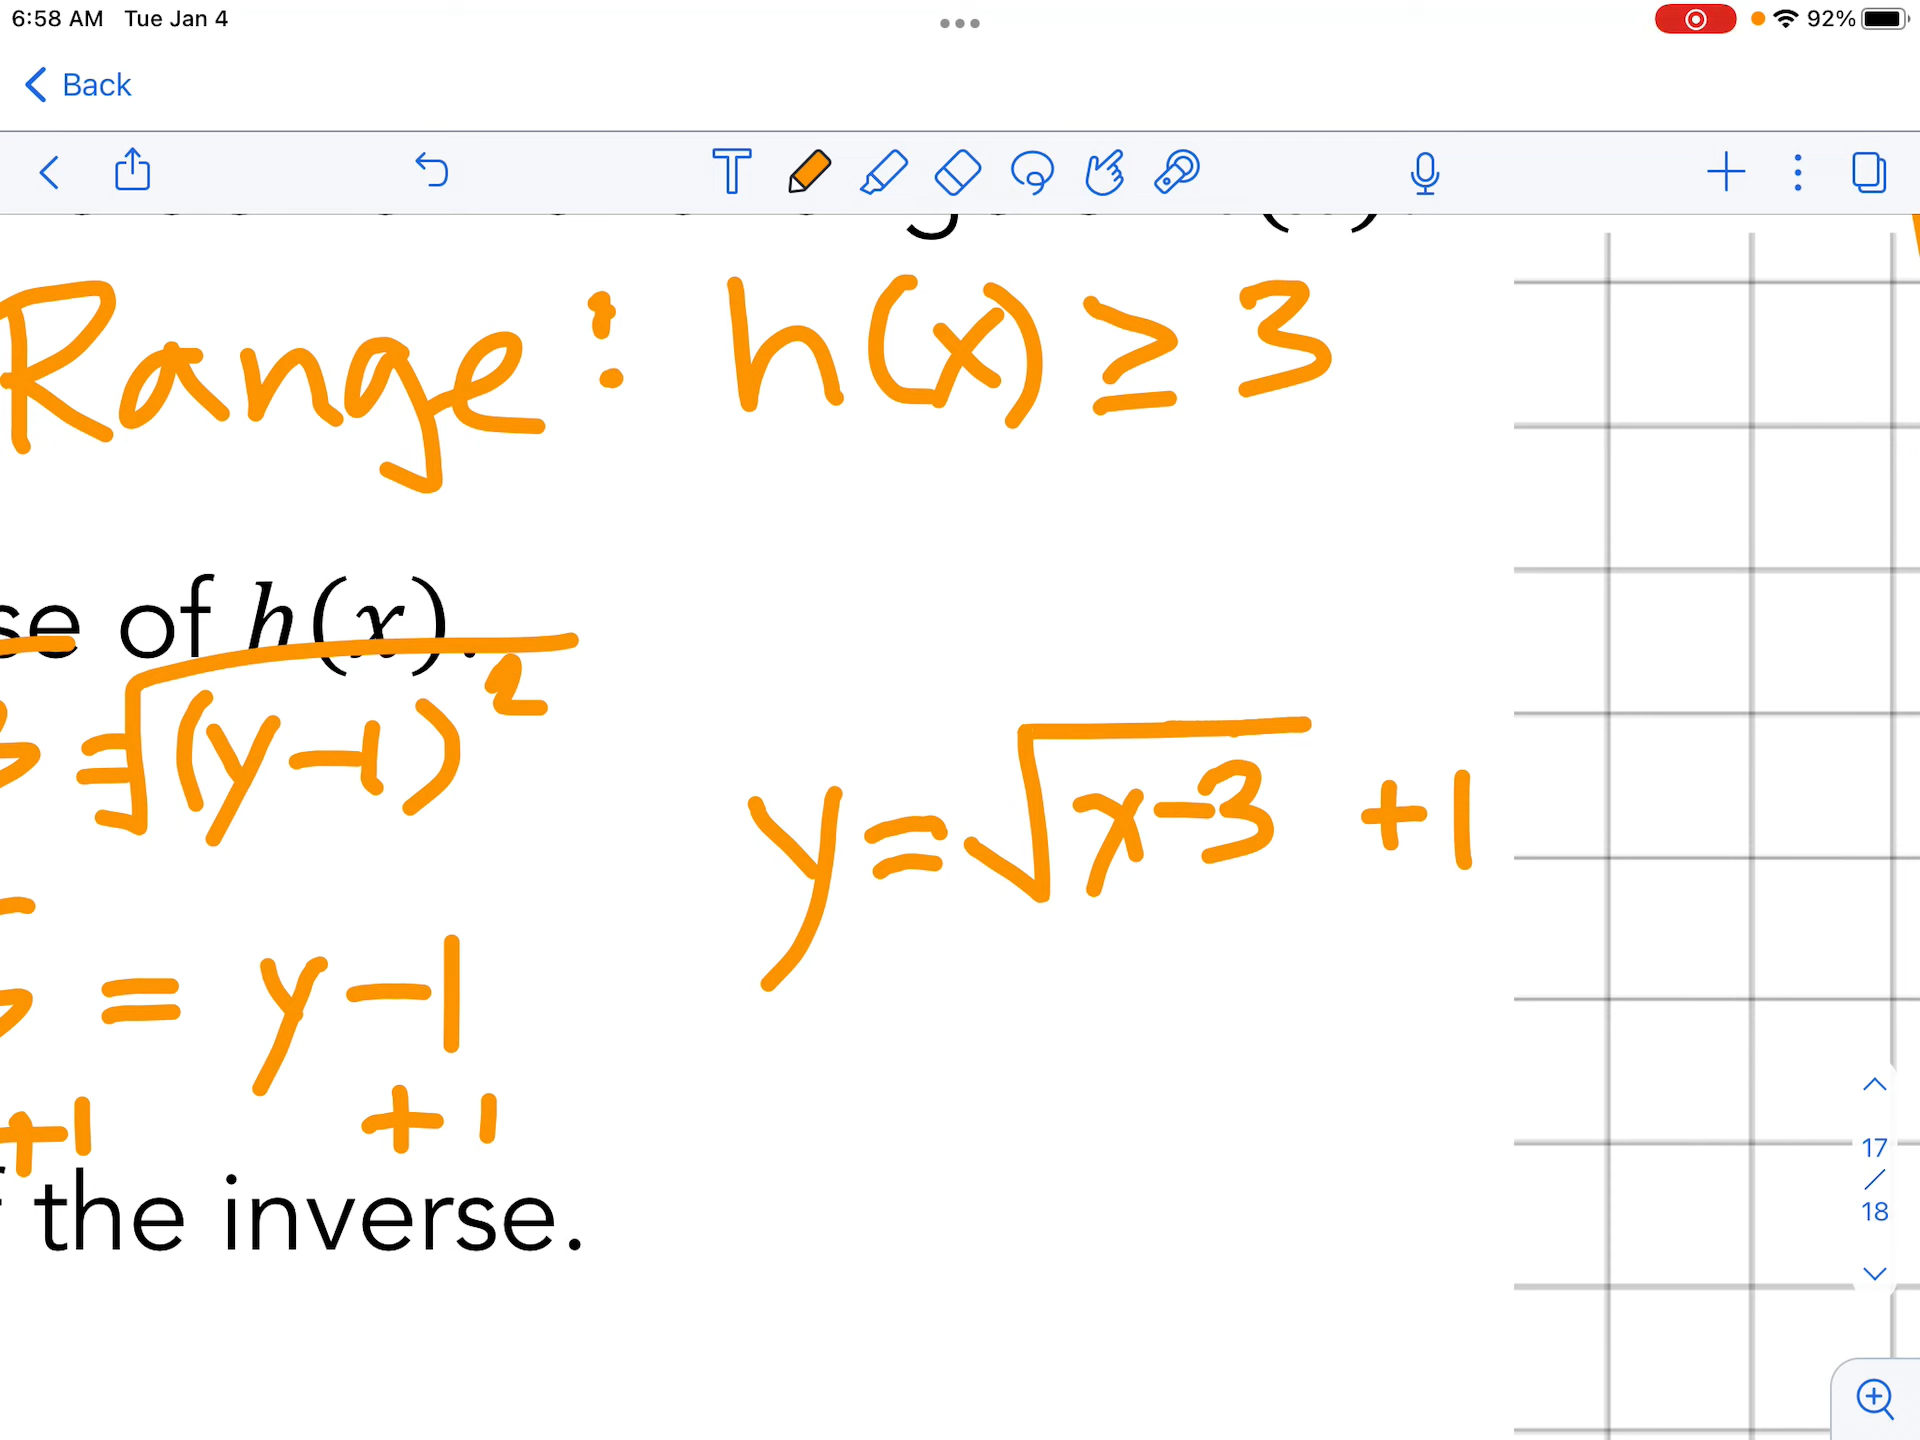 6:58 AM Tue Jan 4
92%
Back
Range: h(x) ≥ 3
se of h(x).
= √(y-1)²
y = √x-3 +1
= y-1
+1 +1
the inverse.
17
/
18